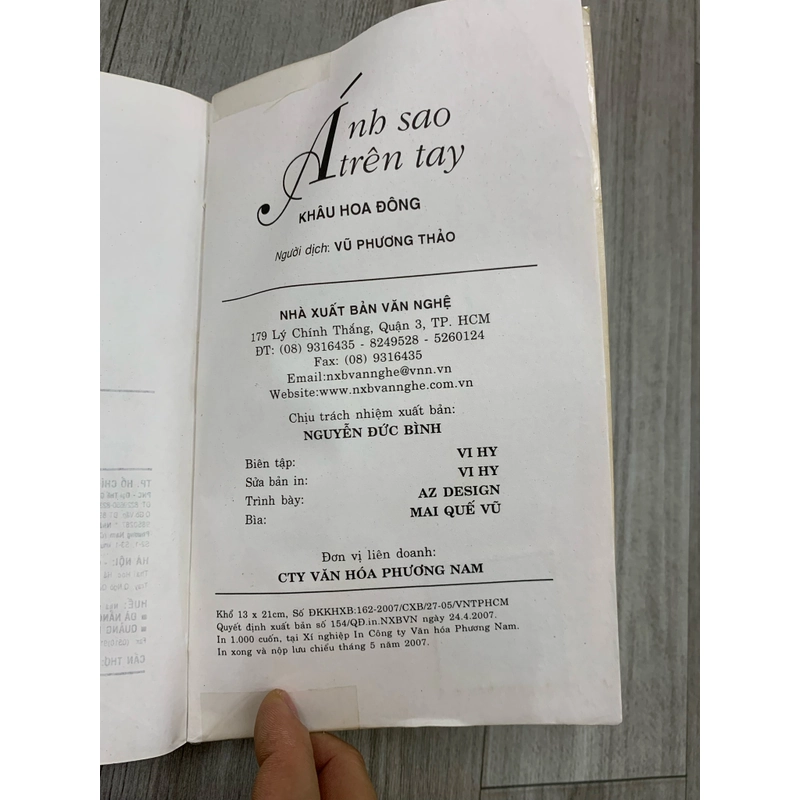 Ánh sao
trên tay
KHÂU HOA ĐÔNG
Người dịch: VŨ PHƯƠNG THẢO
NHÀ XUẤT BẢN VĂN NGHỆ
179 Lý Chính Thắng, Quận 3, TP. HCM
ĐT: (08) 9316435 - 8249528 - 5260124
Fax: (08) 9316435
Email:nxbvannghe@vnn.vn
Website:www.nxbvannghe.com.vn
Chịu trách nhiệm xuất bản:
NGUYỄN ĐỨC BÌNH
Biên tập: VI HY
Sửa bản in: VI HY
Trình bày: AZ DESIGN
Bìa: MAI QUẾ VŨ
Đơn vị liên doanh:
CTY VĂN HÓA PHƯƠNG NAM
Khổ 13 x 21cm, Số ĐKKHXB:162-2007/CXB/27-05/VNTPHCM
Quyết định xuất bản số 154/QĐ.in.NXBVN ngày 24.4.2007.
In 1.000 cuốn, tại Xí nghiệp In Công ty Văn hóa Phương Nam.
In xong và nộp lưu chiểu tháng 5 năm 2007.